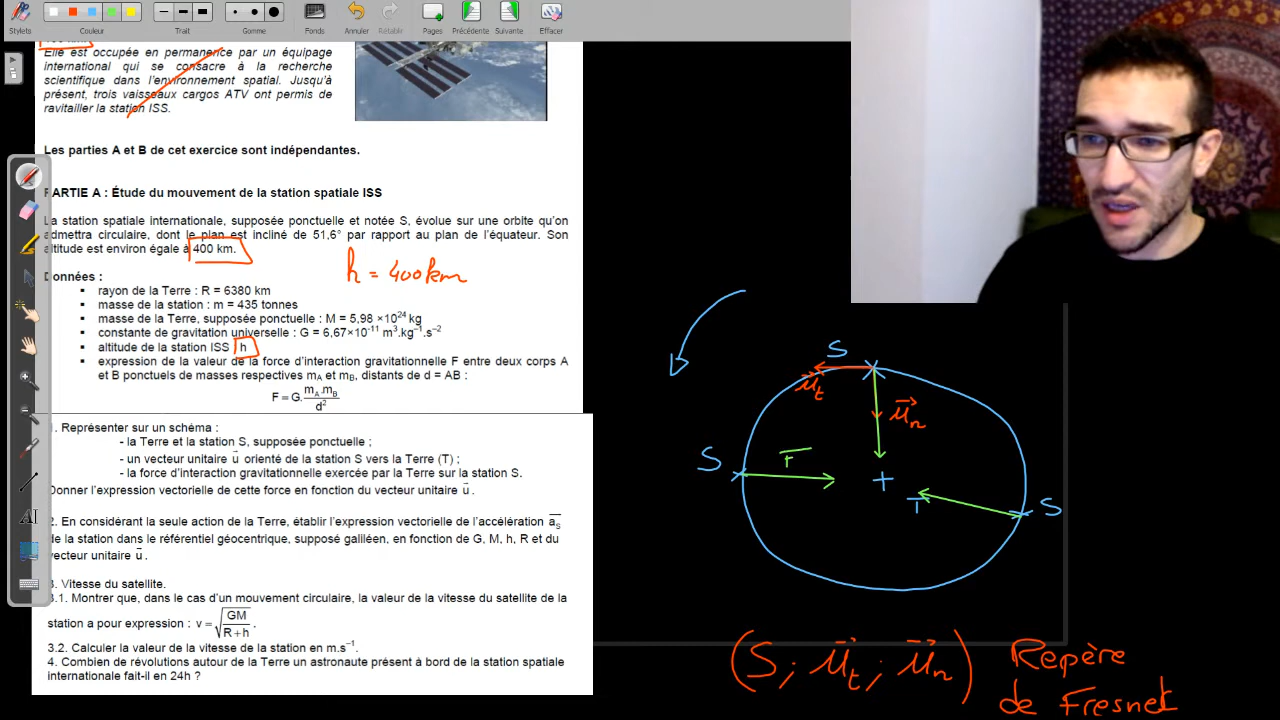 Stylets
Couleur
Trait
Gomme
Fonds
Annuler
Rétablir
Pages
Précédente
Suivante
Effacer
Elle est occupée en permanence par un équipage
international qui se consacre à la recherche
scientifique dans l'environnement spatial. Jusqu'à
présent, trois vaisseaux cargos ATV ont permis de
ravitailler la station ISS.
Les parties A et B de cet exercice sont indépendantes.
PARTIE A : Étude du mouvement de la station spatiale ISS
La station spatiale internationale, supposée ponctuelle et notée S, évolue sur une orbite qu'on
admettra circulaire, dont le plan est incliné de 51,6° par rapport au plan de l'équateur. Son
altitude est environ égale à 400 km.
h = 400 km
Données :
rayon de la Terre : R = 6380 km
masse de la station : m = 435 tonnes
masse de la Terre, supposée ponctuelle : M = 5,98 ×10²⁴ kg
constante de gravitation universelle : G = 6,67×10⁻¹¹ m³.kg⁻¹.s⁻²
altitude de la station ISS h
expression de la valeur de la force d'interaction gravitationnelle F entre deux corps A
et B ponctuels de masses respectives mA et mB, distants de d = AB :
F = G. mA.mB / d²
1. Représenter sur un schéma :
- la Terre et la station S, supposée ponctuelle ;
- un vecteur unitaire u⃗ orienté de la station S vers la Terre (T) ;
- la force d'interaction gravitationnelle exercée par la Terre sur la station S.
Donner l'expression vectorielle de cette force en fonction du vecteur unitaire u⃗ .
2. En considérant la seule action de la Terre, établir l'expression vectorielle de l'accélération a⃗S
de la station dans le référentiel géocentrique, supposé galiléen, en fonction de G, M, h, R et du
vecteur unitaire u⃗ .
3. Vitesse du satellite.
3.1. Montrer que, dans le cas d'un mouvement circulaire, la valeur de la vitesse du satellite de la
station a pour expression : v = √(GM / R+h) .
3.2. Calculer la valeur de la vitesse de la station en m.s⁻¹.
4. Combien de révolutions autour de la Terre un astronaute présent à bord de la station spatiale
internationale fait-il en 24h ?
S
u⃗t
u⃗n
S
F
T
S
(S ; u⃗t ; u⃗n) Repère
de Fresnet